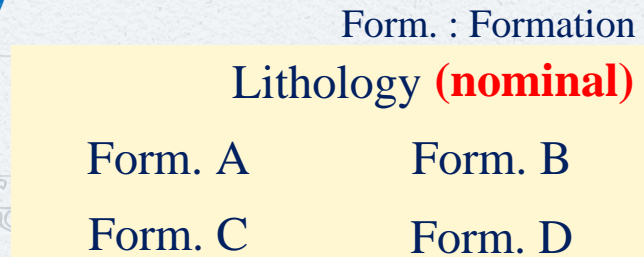 Form. : Formation
Lithology (nominal)
Form. A Form. B
Form. C Form. D